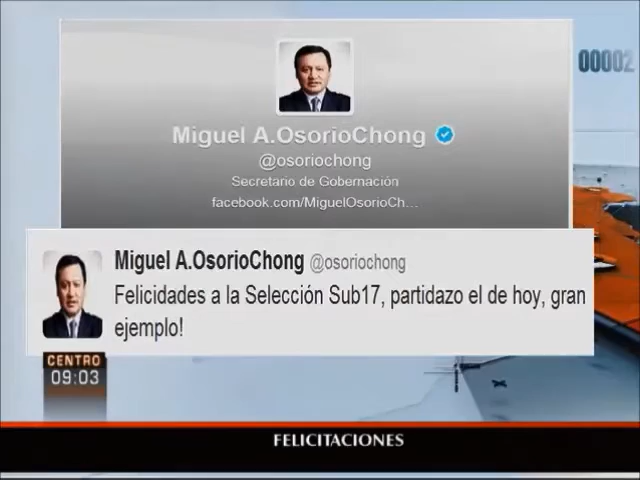 00002
Miguel A.OsorioChong
@osoriochong
Secretario de Gobernación
facebook.com/MiguelOsorioCh...
Miguel A.OsorioChong @osoriochong
Felicidades a la Selección Sub17, partidazo el de hoy, gran
ejemplo!
CENTRO
09:03
FELICITACIONES